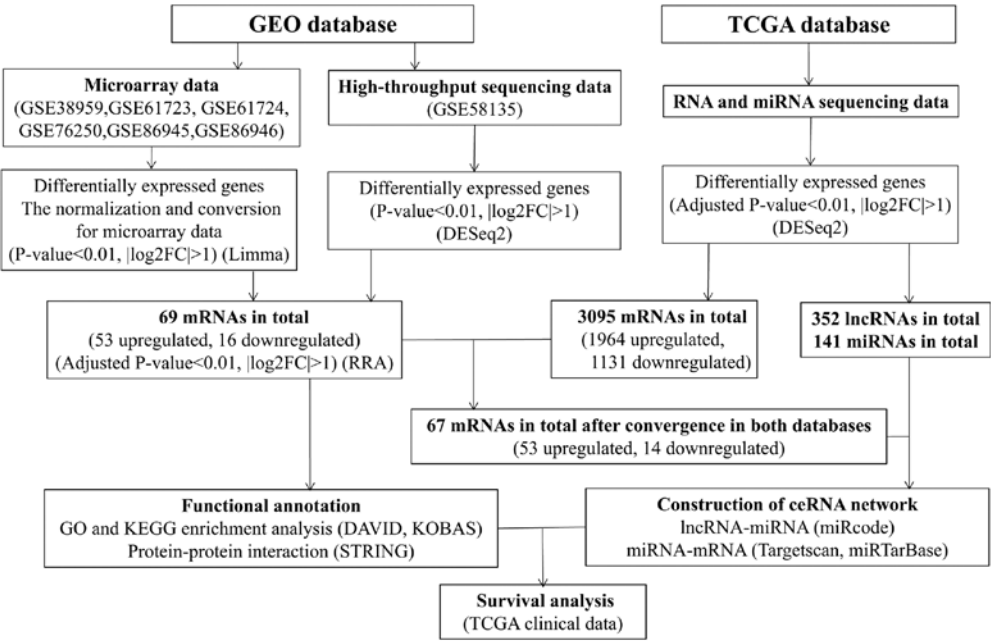 GEO database
TCGA database
Microarray data
(GSE38959,GSE61723, GSE61724,
GSE76250,GSE86945,GSE86946)
High-throughput sequencing data
(GSE58135)
RNA and miRNA sequencing data
Differentially expressed genes
The normalization and conversion
for microarray data
(P-value<0.01, |log2FC|>1) (Limma)
Differentially expressed genes
(P-value<0.01, |log2FC|>1)
(DESeq2)
Differentially expressed genes
(Adjusted P-value<0.01, |log2FC|>1)
(DESeq2)
69 mRNAs in total
(53 upregulated, 16 downregulated)
(Adjusted P-value<0.01, |log2FC|>1) (RRA)
3095 mRNAs in total
(1964 upregulated,
1131 downregulated)
352 lncRNAs in total
141 miRNAs in total
67 mRNAs in total after convergence in both databases
(53 upregulated, 14 downregulated)
Functional annotation
GO and KEGG enrichment analysis (DAVID, KOBAS)
Protein-protein interaction (STRING)
Construction of ceRNA network
lncRNA-miRNA (miRcode)
miRNA-mRNA (Targetscan, miRTarBase)
Survival analysis
(TCGA clinical data)